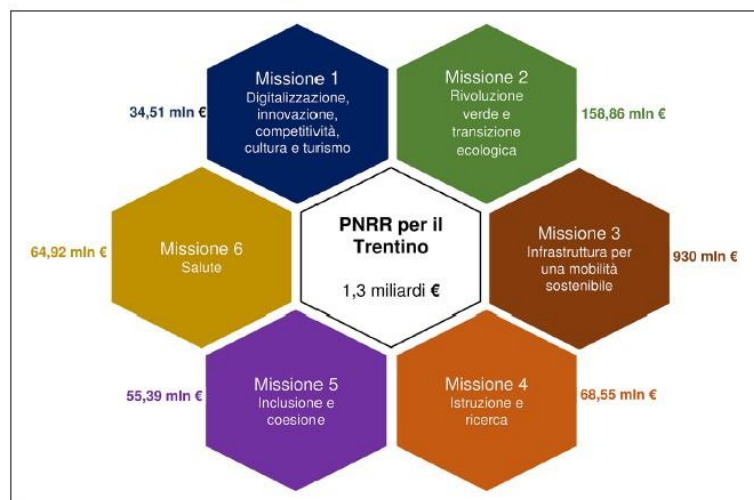 Missione 1
Digitalizzazione,
innovazione,
competitività,
cultura e turismo
34,51 mln €
Missione 2
Rivoluzione
verde e
transizione
ecologica
158,86 mln €
Missione 6
Salute
64,92 mln €
PNRR per il
Trentino
1,3 miliardi €
Missione 3
Infrastruttura per
una mobilità
sostenibile
930 mln €
Missione 5
Inclusione e
coesione
55,39 mln €
Missione 4
Istruzione e
ricerca
68,55 mln €